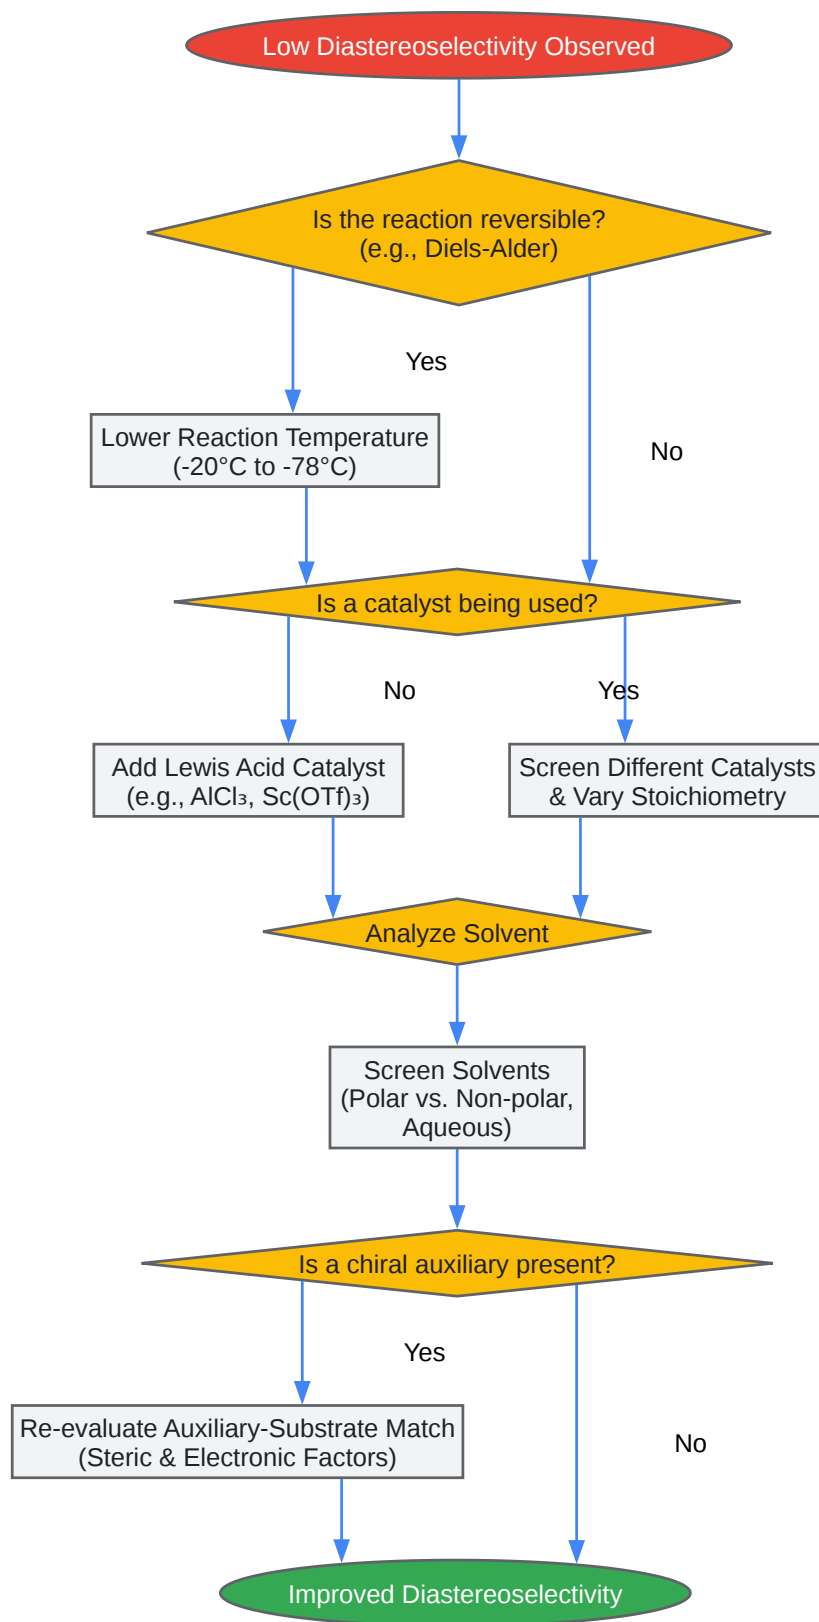 Low Diastereoselectivity Observed
Is the reaction reversible?
(e.g., Diels-Alder)
Yes
Lower Reaction Temperature
(-20°C to -78°C)
No
Is a catalyst being used?
No
Yes
Add Lewis Acid Catalyst
(e.g., AlCl₃, Sc(OTf)₃)
Screen Different Catalysts
& Vary Stoichiometry
Analyze Solvent
Screen Solvents
(Polar vs. Non-polar,
Aqueous)
Is a chiral auxiliary present?
Yes
Re-evaluate Auxiliary-Substrate Match
(Steric & Electronic Factors)
No
Improved Diastereoselectivity